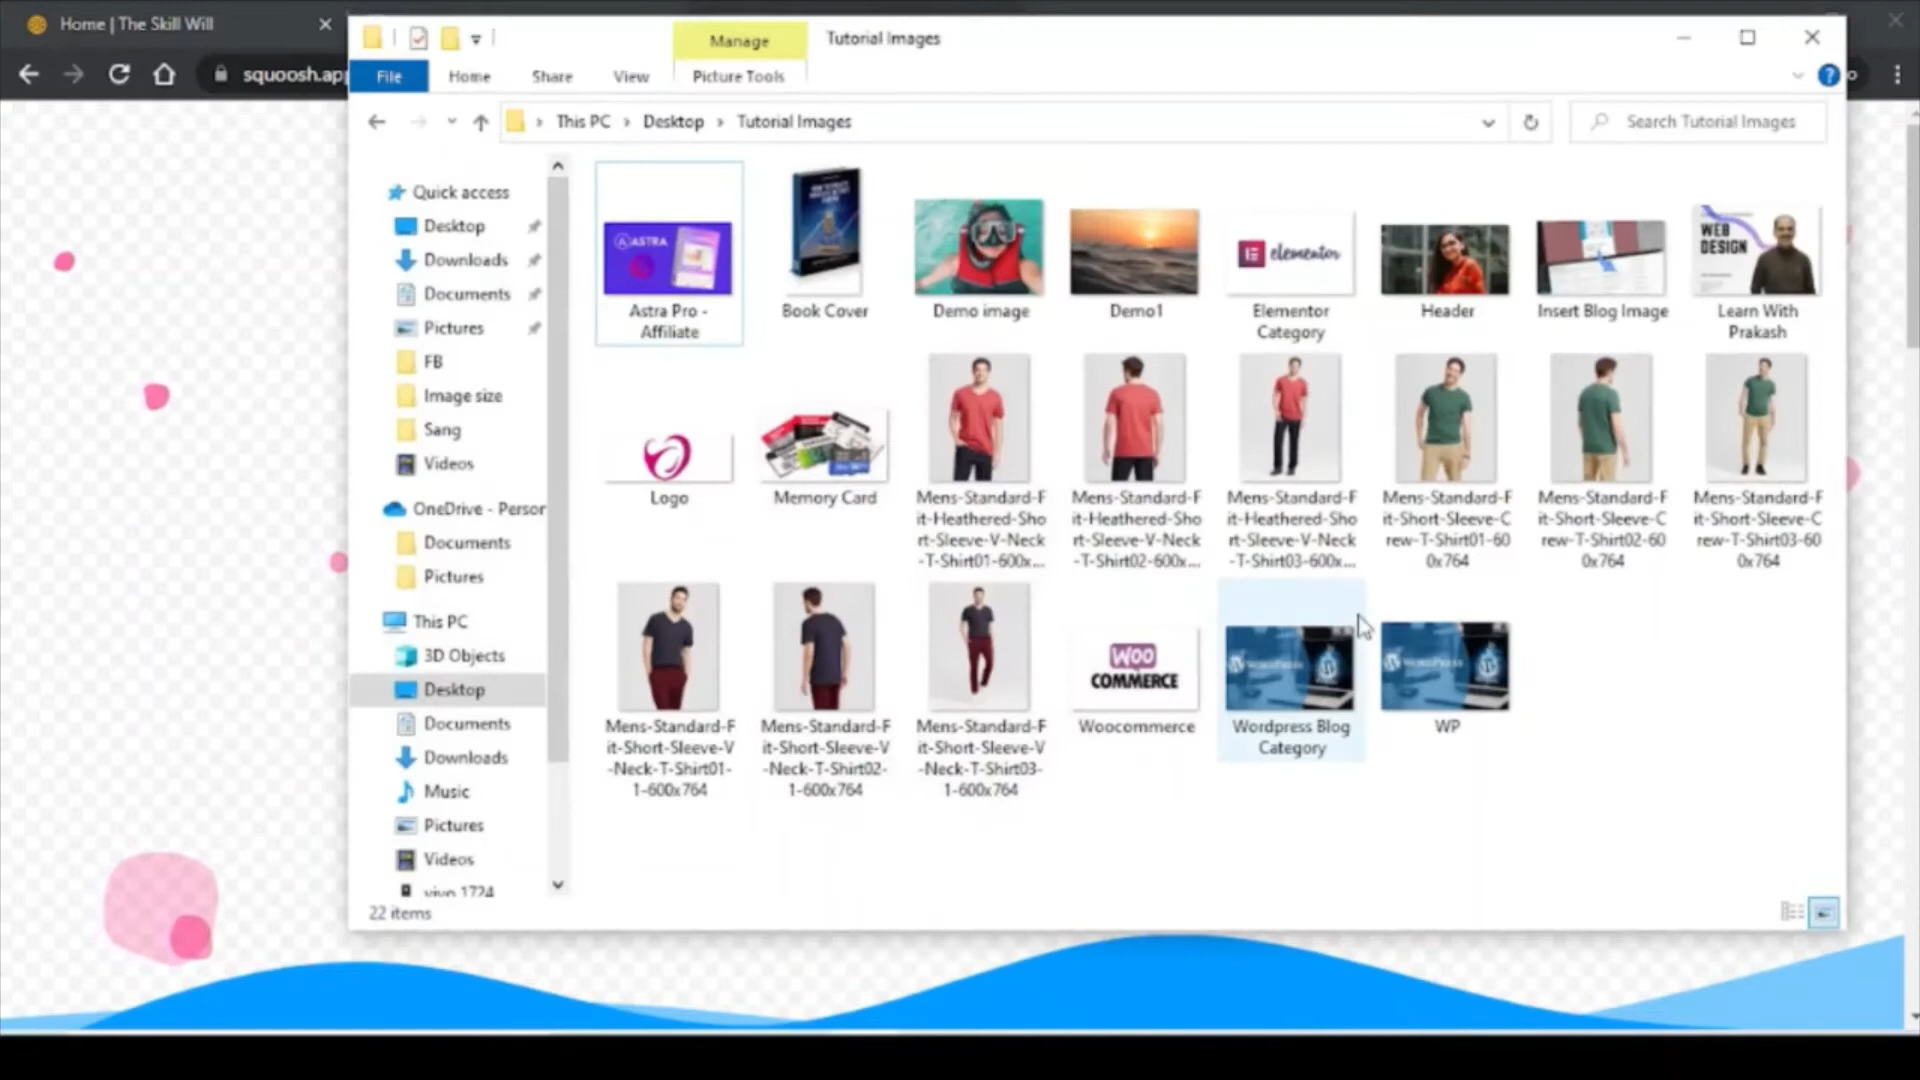 Home | The Skill Will
squoosh.app
Manage
Tutorial Images
File
Home
Share
View
Picture Tools
This PC
Desktop
Tutorial Images
Search Tutorial Images
Quick access
Desktop
Downloads
Documents
Pictures
FB
Image size
Sang
Videos
OneDrive - Person
Documents
Pictures
This PC
3D Objects
Desktop
Documents
Downloads
Music
Pictures
Videos
vivo 1724
ASTRA
Astra Pro -
Affiliate
Book Cover
Demo image
Demo1
elementor
Elementor
Category
Header
Insert Blog Image
WEB
DESIGN
Learn With
Prakash
Logo
Memory Card
Mens-Standard-F
it-Heathered-Sho
rt-Sleeve-V-Neck
-T-Shirt01-600x...
Mens-Standard-F
it-Heathered-Sho
rt-Sleeve-V-Neck
-T-Shirt02-600x...
Mens-Standard-F
it-Heathered-Sho
rt-Sleeve-V-Neck
-T-Shirt03-600x...
Mens-Standard-F
it-Short-Sleeve-C
rew-T-Shirt01-60
0x764
Mens-Standard-F
it-Short-Sleeve-C
rew-T-Shirt02-60
0x764
Mens-Standard-F
it-Short-Sleeve-C
rew-T-Shirt03-60
0x764
Mens-Standard-F
it-Short-Sleeve-V
-Neck-T-Shirt01-
1-600x764
Mens-Standard-F
it-Short-Sleeve-V
-Neck-T-Shirt02-
1-600x764
Mens-Standard-F
it-Short-Sleeve-V
-Neck-T-Shirt03-
1-600x764
WOO
COMMERCE
Woocommerce
Wordpress Blog
Category
WP
22 items